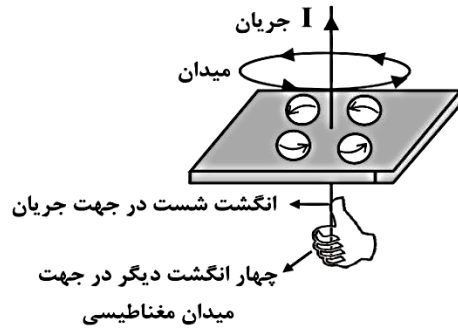 جریان I
میدان
انگشت شست در جهت جریان
چهار انگشت دیگر در جهت
میدان مغناطیسی